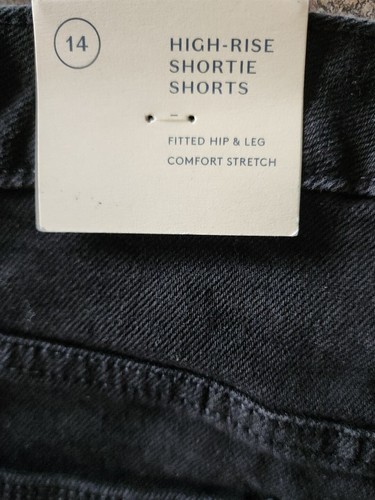 14
HIGH-RISE
SHORTIE
SHORTS
FITTED HIP & LEG
COMFORT STRETCH